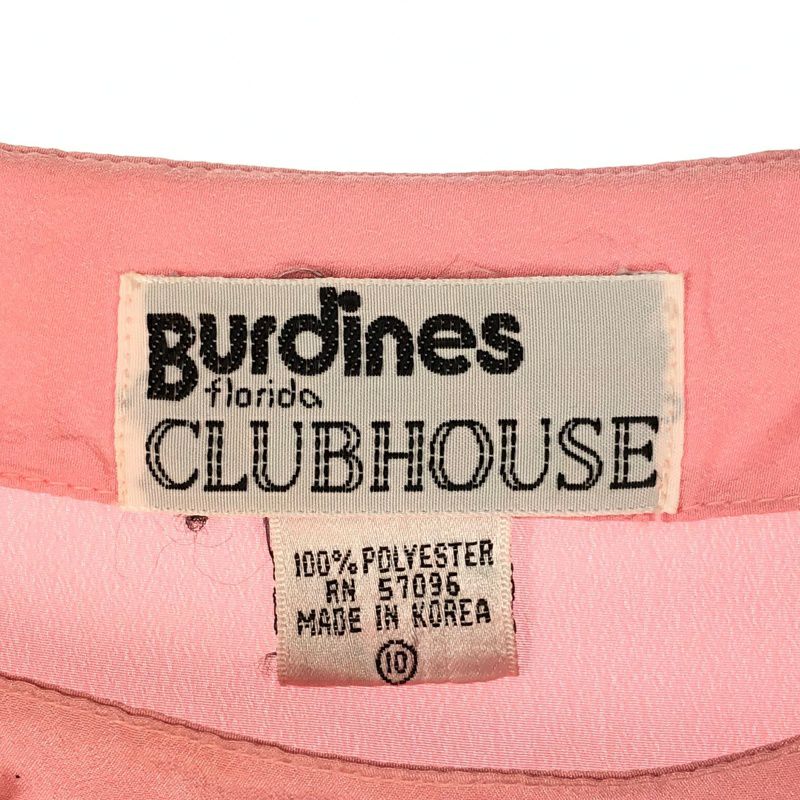 Burdines
florida
CLUBHOUSE
100% POLYESTER
RN 57096
MADE IN KOREA
10